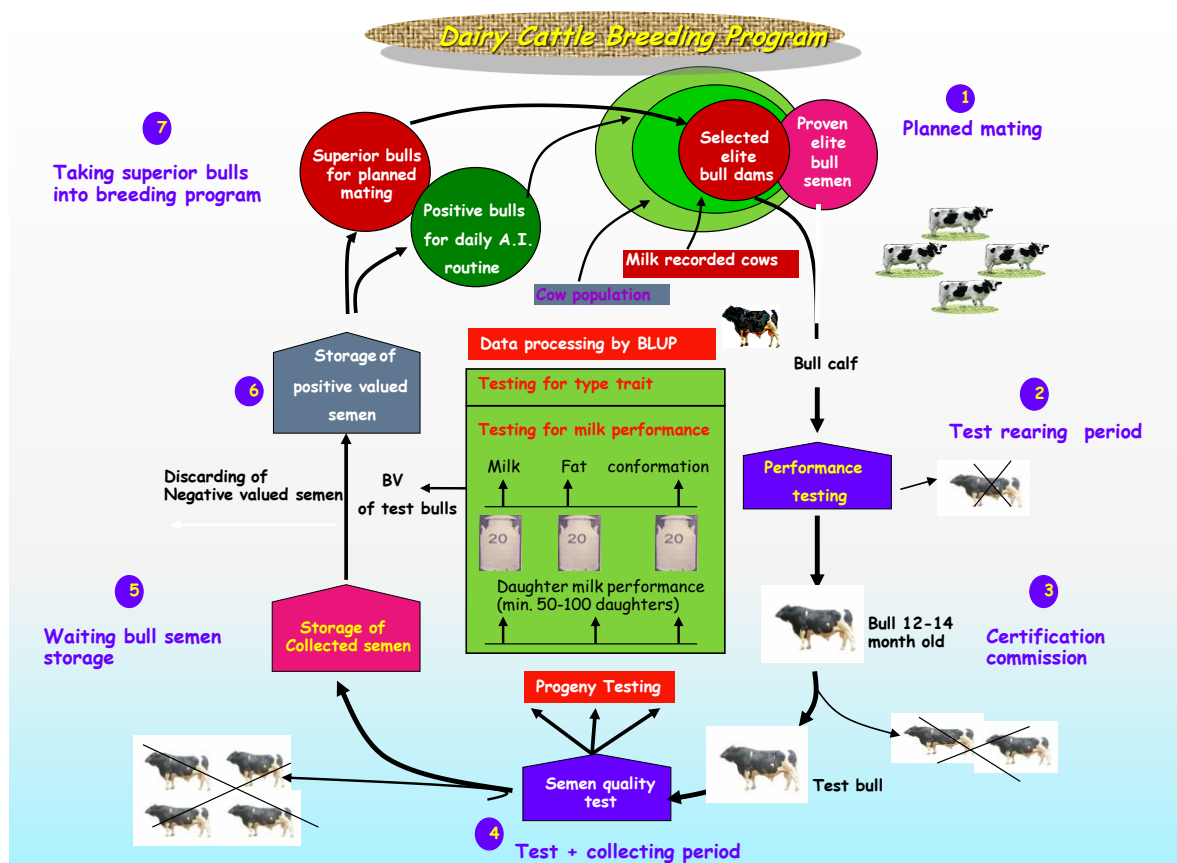 Dairy Cattle Breeding Program
1
Planned mating
7
Taking superior bulls
into breeding program
Superior bulls
for planned
mating
Positive bulls
for daily A.I.
routine
Selected
elite
bull dams
Proven
elite
bull
semen
Milk recorded cows
Cow population
Data processing by BLUP
Testing for type trait
Testing for milk performance
Milk
Fat
conformation
20
20
20
Daughter milk performance
(min. 50-100 daughters)
Bull calf
2
Test rearing period
Performance
testing
6
Storage of
positive valued
semen
Discarding of
Negative valued semen
BV
of test bulls
3
Certification
commission
Bull 12-14
month old
5
Waiting bull semen
storage
Storage of
Collected semen
Progeny Testing
Semen quality
test
Test bull
4
Test + collecting period